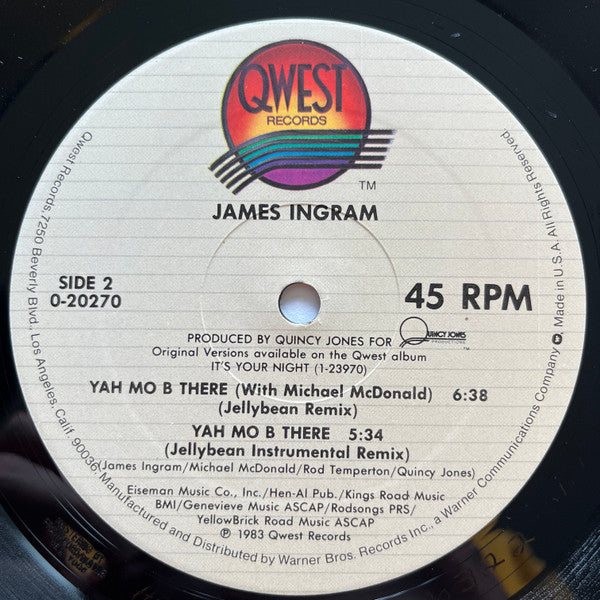 QWEST
RECORDS
TM
JAMES INGRAM
SIDE 2
0-20270
45 RPM
PRODUCED BY QUINCY JONES FOR QUINCY JONES PRODUCTIONS
Original Versions available on the Qwest album
IT'S YOUR NIGHT (1-23970)
YAH MO B THERE (With Michael McDonald) 6:38
(Jellybean Remix)
YAH MO B THERE 5:34
(Jellybean Instrumental Remix)
(James Ingram/Michael McDonald/Rod Temperton/Quincy Jones)
Eiseman Music Co., Inc./Hen-Al Pub./Kings Road Music
BMI/Genevieve Music ASCAP/Rodsongs PRS/
YellowBrick Road Music ASCAP
℗ 1983 Qwest Records
Qwest Records, 7250 Beverly Blvd., Los Angeles, Calif. 90036, Manufactured and Distributed by Warner Bros. Records Inc., a Warner Communications Company. Made in U.S.A. All Rights Reserved